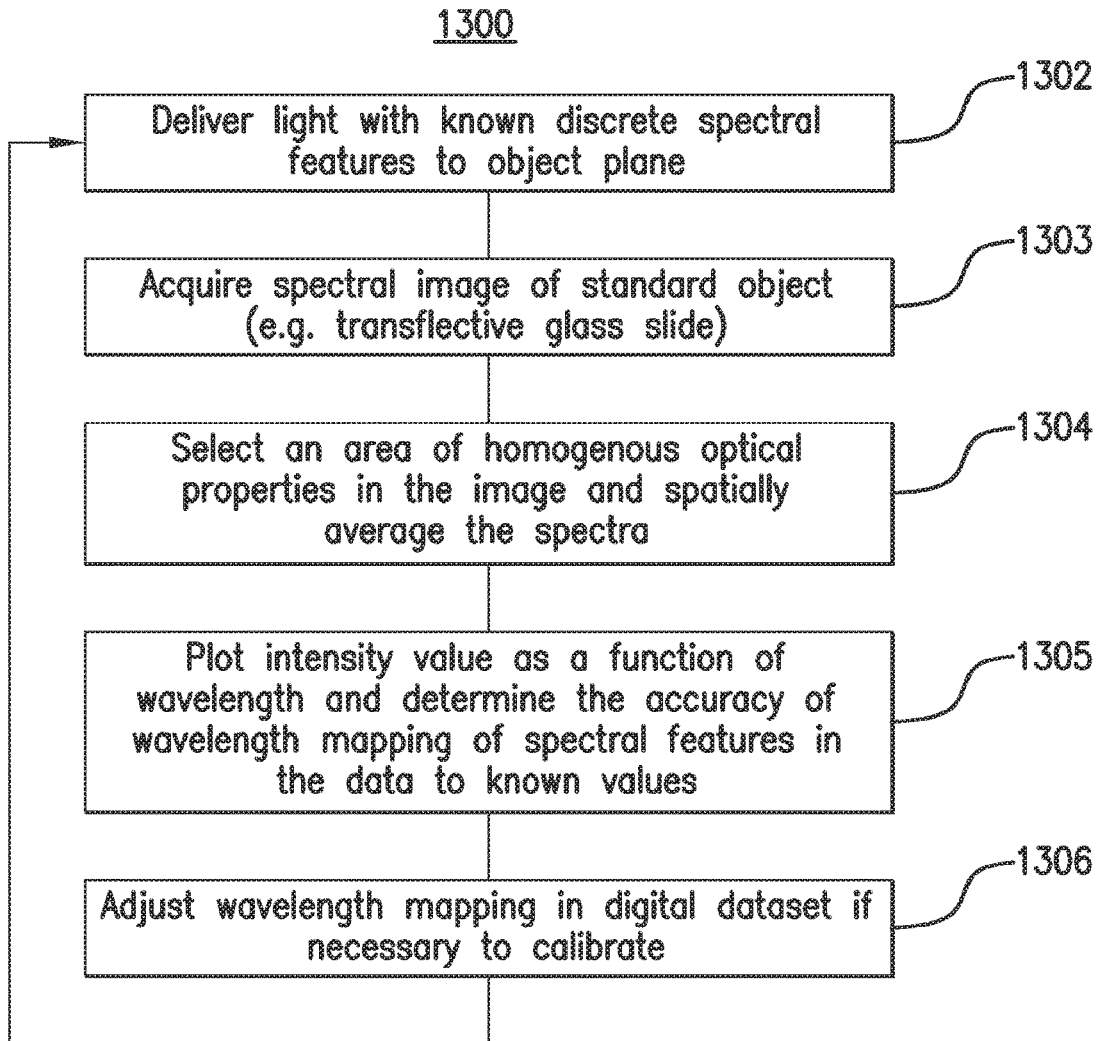 1300
1302
Deliver light with known discrete spectral
features to object plane
1303
Acquire spectral image of standard object
(e.g. transflective glass slide)
1304
Select an area of homogenous optical
properties in the image and spatially
average the spectra
1305
Plot intensity value as a function of
wavelength and determine the accuracy of
wavelength mapping of spectral features in
the data to known values
1306
Adjust wavelength mapping in digital dataset if
necessary to calibrate